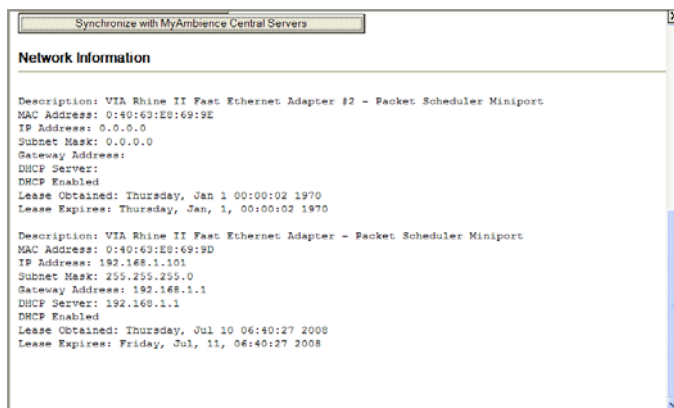 Synchronize with MyAmbience Central Servers
Network Information
Description: VIA Rhine II Fast Ethernet Adapter #2 - Packet Scheduler Miniport
MAC Address: 0:40:63:E8:69:9E
IP Address: 0.0.0.0
Subnet Mask: 0.0.0.0
Gateway Address:
DHCP Server:
DHCP Enabled
Lease Obtained: Thursday, Jan 1 00:00:02 1970
Lease Expires: Thursday, Jan, 1, 00:00:02 1970
Description: VIA Rhine II Fast Ethernet Adapter - Packet Scheduler Miniport
MAC Address: 0:40:63:E8:69:9D
IP Address: 192.168.1.101
Subnet Mask: 255.255.255.0
Gateway Address: 192.168.1.1
DHCP Server: 192.168.1.1
DHCP Enabled
Lease Obtained: Thursday, Jul 10 06:40:27 2008
Lease Expires: Friday, Jul, 11, 06:40:27 2008